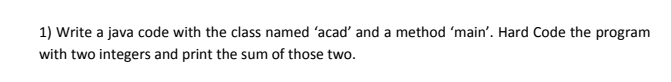 1) Write a java code with the class named ‘acad’ and a method ‘main’. Hard Code the program
with two integers and print the sum of those two.